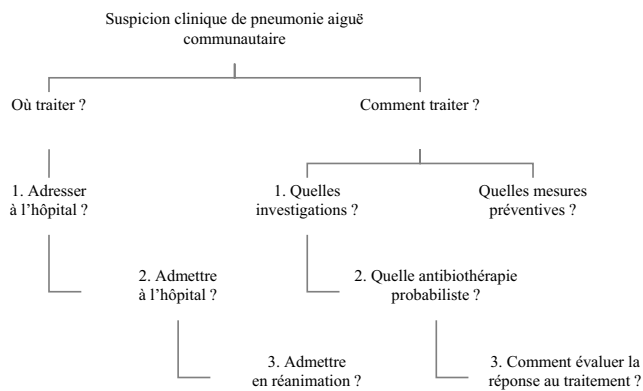 Suspicion clinique de pneumonie aiguë
communautaire
Où traiter ?
Comment traiter ?
1. Adresser
à l’hôpital ?
1. Quelles
investigations ?
Quelles mesures
préventives ?
2. Admettre
à l’hôpital ?
2. Quelle antibiothérapie
probabiliste ?
3. Admettre
en réanimation ?
3. Comment évaluer la
réponse au traitement ?